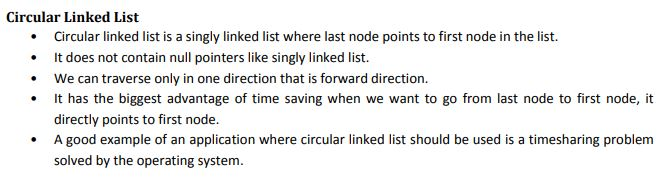 Circular Linked List
• Circular linked list is a singly linked list where last node points to first node in the list.
• It does not contain null pointers like singly linked list.
• We can traverse only in one direction that is forward direction.
• It has the biggest advantage of time saving when we want to go from last node to first node, it
directly points to first node.
• A good example of an application where circular linked list should be used is a timesharing problem
solved by the operating system.